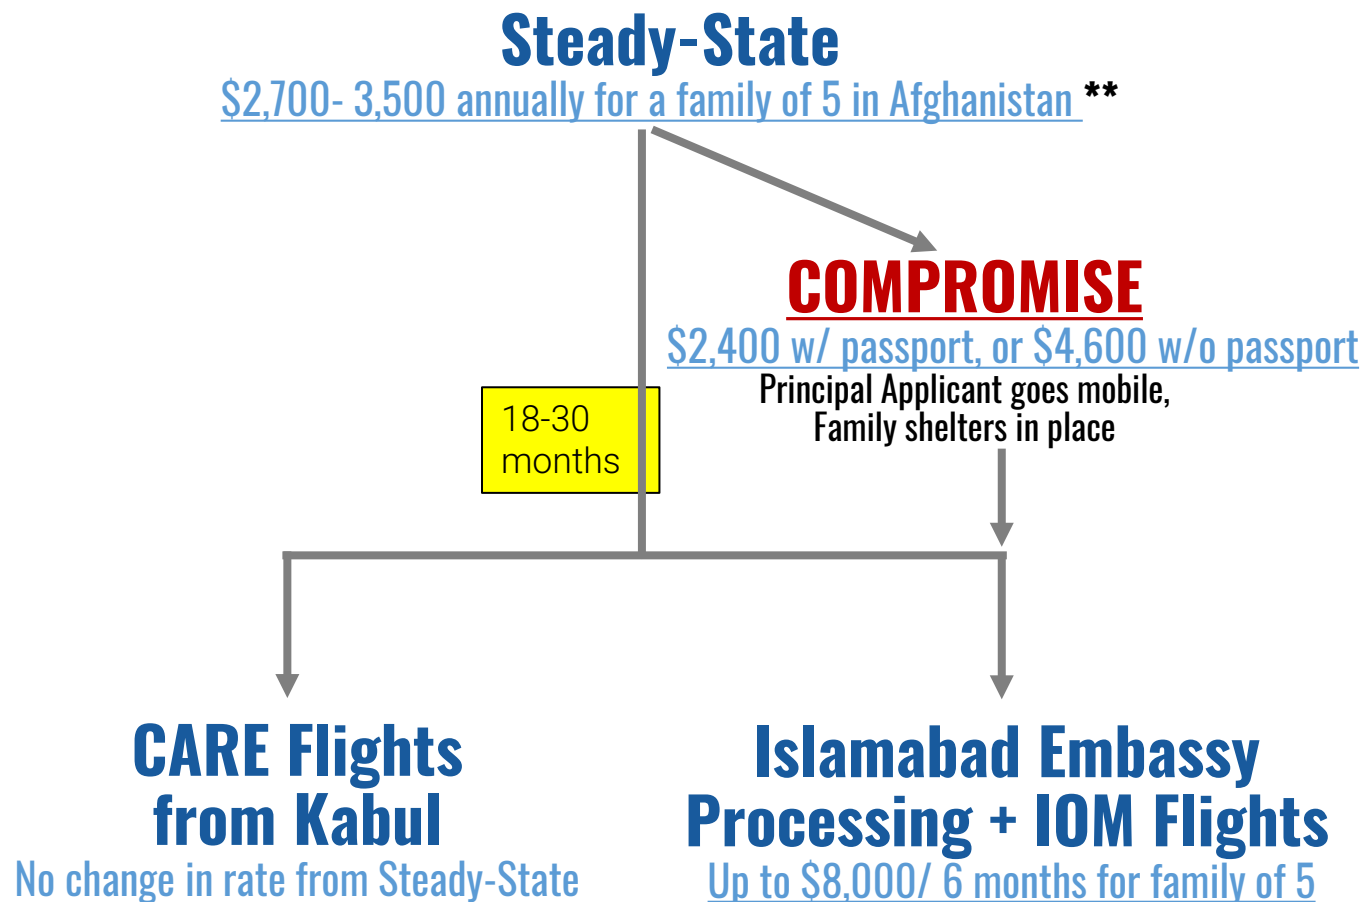 Steady-State
$2,700- 3,500 annually for a family of 5 in Afghanistan **
COMPROMISE
$2,400 w/ passport, or $4,600 w/o passport
Principal Applicant goes mobile,
Family shelters in place
18-30
months
CARE Flights
from Kabul
No change in rate from Steady-State
Islamabad Embassy
Processing + IOM Flights
Up to $8,000/ 6 months for family of 5